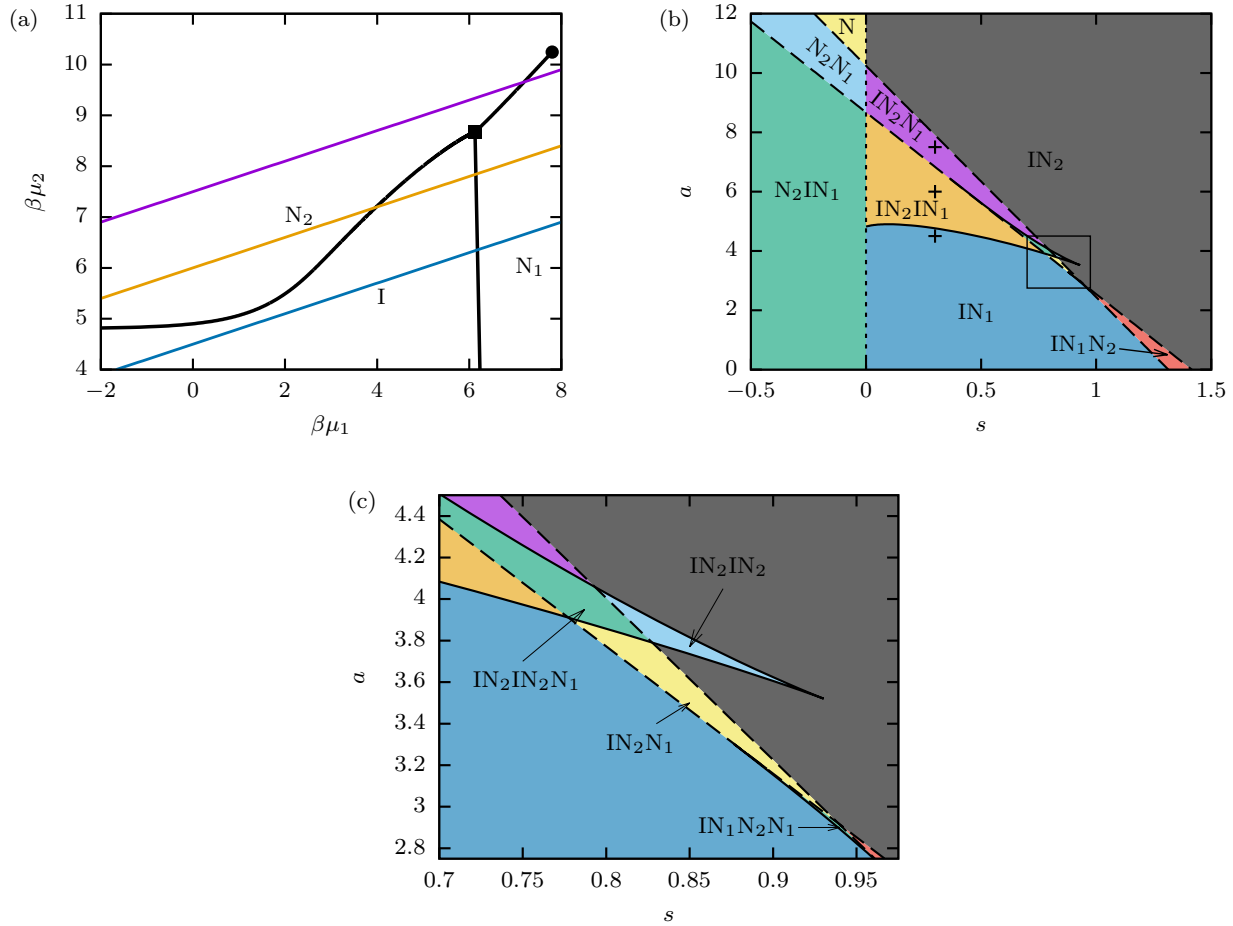 (a)
11
10
9
8
7
6
5
4
βμ₂
N₂
N₁
I
−2 0 2 4 6 8
βμ₁
(b)
12
10
8
6
4
2
0
a
N
N₂N₁
IN₂N₁
IN₂
N₂IN₁
IN₂IN₁
IN₁
IN₁N₂
−0.5 0 0.5 1 1.5
s
(c)
4.4
4.2
4
3.8
3.6
3.4
3.2
3
2.8
a
IN₂IN₂
IN₂IN₂N₁
IN₂N₁
IN₁N₂N₁
0.7 0.75 0.8 0.85 0.9 0.95
s